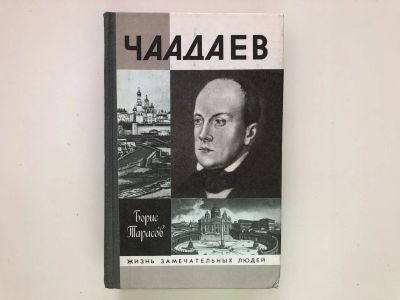 ЧААДАЕВ
Борис
Тарасов
ЖИЗНЬ ЗАМЕЧАТЕЛЬНЫХ ЛЮДЕЙ